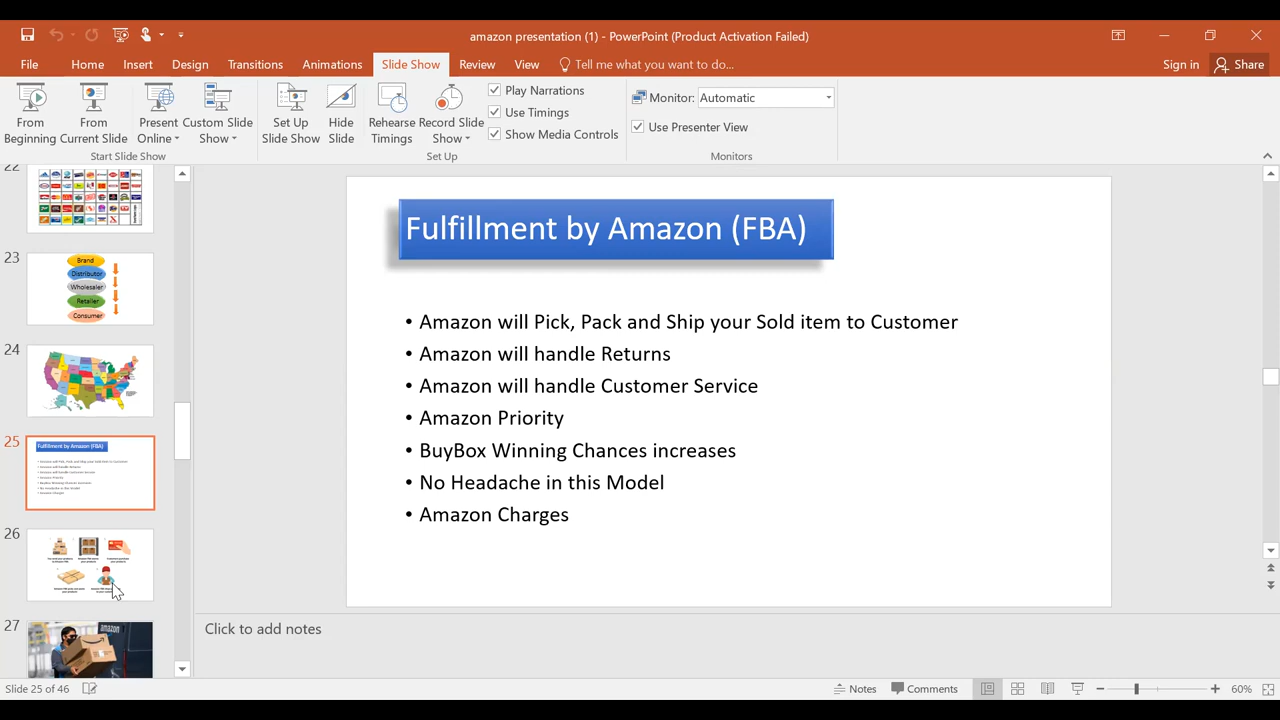 amazon presentation (1) - PowerPoint (Product Activation Failed)
File Home Insert Design Transitions Animations Slide Show Review View Tell me what you want to do... Sign in Share
From Beginning
From Current Slide
Present Online
Custom Slide Show
Start Slide Show
Set Up Slide Show
Hide Slide
Rehearse Timings
Record Slide Show
Play Narrations
Use Timings
Show Media Controls
Set Up
Monitor: Automatic
Use Presenter View
Monitors
22
23
Brand
Distributor
Wholesaler
Retailer
Consumer
24
25
Fulfillment by Amazon (FBA)
26
27
amazon
Fulfillment by Amazon (FBA)
• Amazon will Pick, Pack and Ship your Sold item to Customer
• Amazon will handle Returns
• Amazon will handle Customer Service
• Amazon Priority
• BuyBox Winning Chances increases
• No Headache in this Model
• Amazon Charges
Click to add notes
Slide 25 of 46 Notes Comments 60%